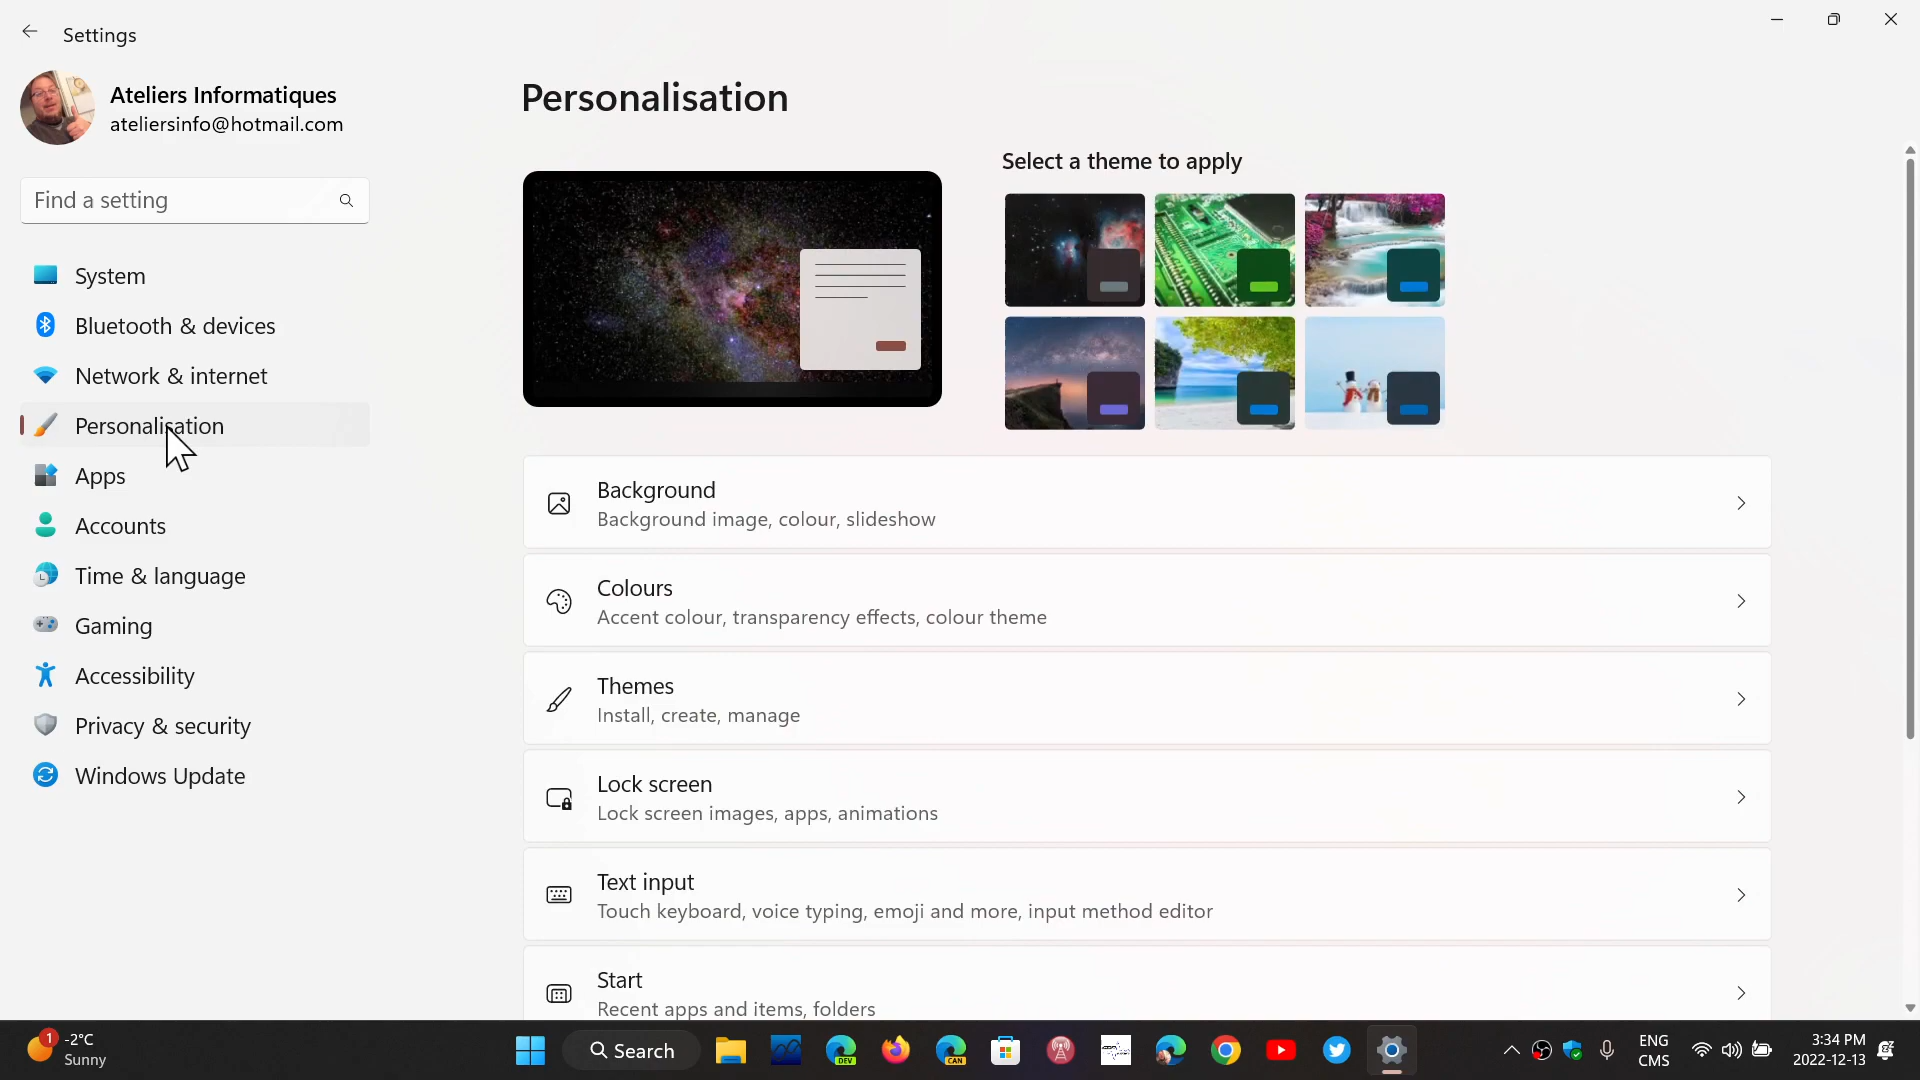 Settings
Ateliers Informatiques
ateliersinfo@hotmail.com
Find a setting
System
Bluetooth & devices
Network & internet
Personalisation
Apps
Accounts
Time & language
Gaming
Accessibility
Privacy & security
Windows Update
Personalisation
Select a theme to apply
Background
Background image, colour, slideshow
Colours
Accent colour, transparency effects, colour theme
Themes
Install, create, manage
Lock screen
Lock screen images, apps, animations
Text input
Touch keyboard, voice typing, emoji and more, input method editor
Start
Recent apps and items, folders
1
-2°C
Sunny
Search
DEV
CAN
ENG
CMS
3:34 PM
2022-12-13